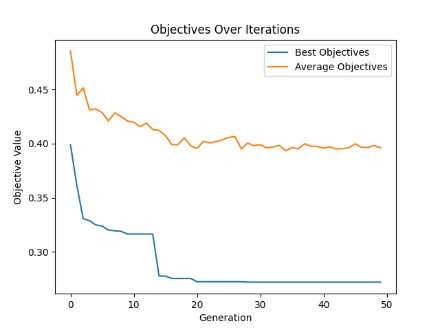 Objectives Over Iterations
Best Objectives
Average Objectives
Objective Value
0.45
0.40
0.35
0.30
0 10 20 30 40 50
Generation